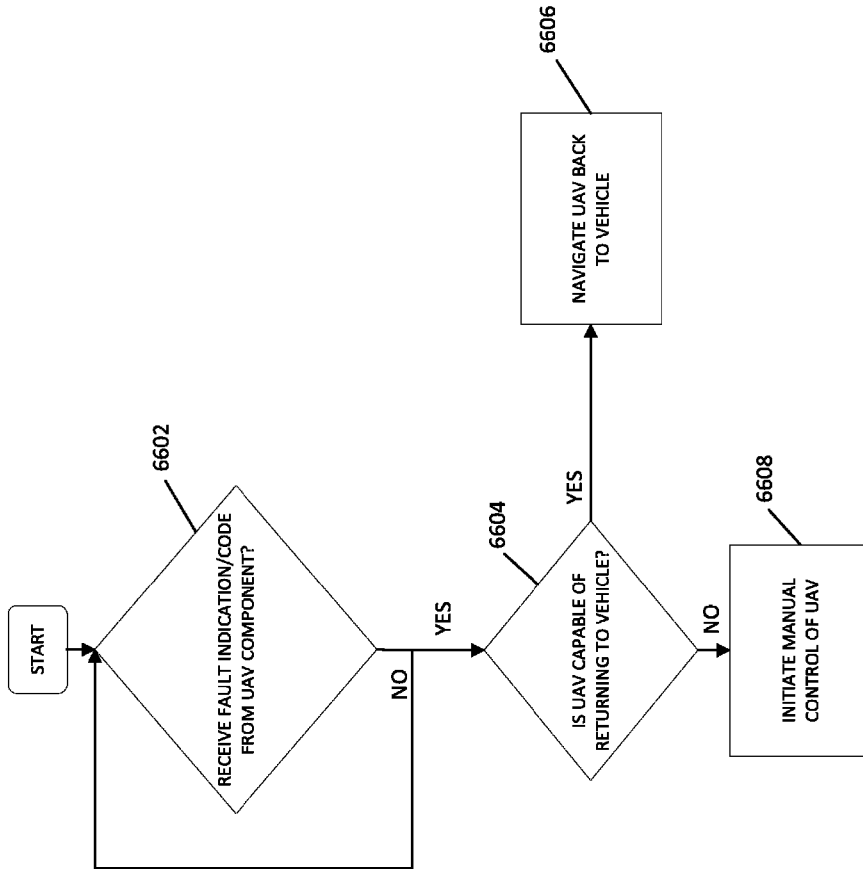 START
6602
RECEIVE FAULT INDICATION/CODE
FROM UAV COMPONENT?
NO
YES
6604
IS UAV CAPABLE OF
RETURNING TO VEHICLE?
YES
6606
NAVIGATE UAV BACK
TO VEHICLE
NO
6608
INITIATE MANUAL
CONTROL OF UAV